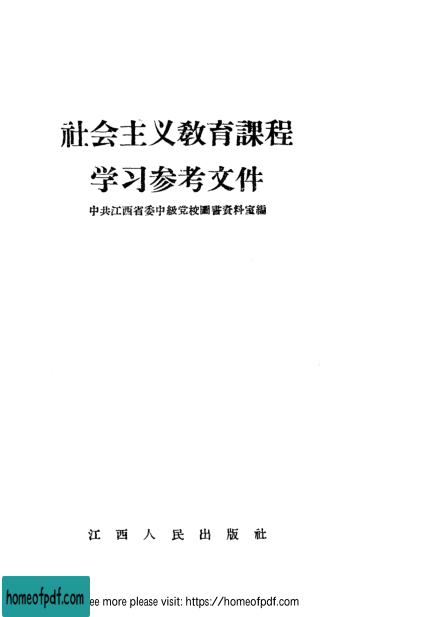 社会主义教育課程
学习参考文件
中共江西省委中級党校圖書資料室編
江西人民出版社
homeofpdf.com
ee more please visit: https://homeofpdf.com